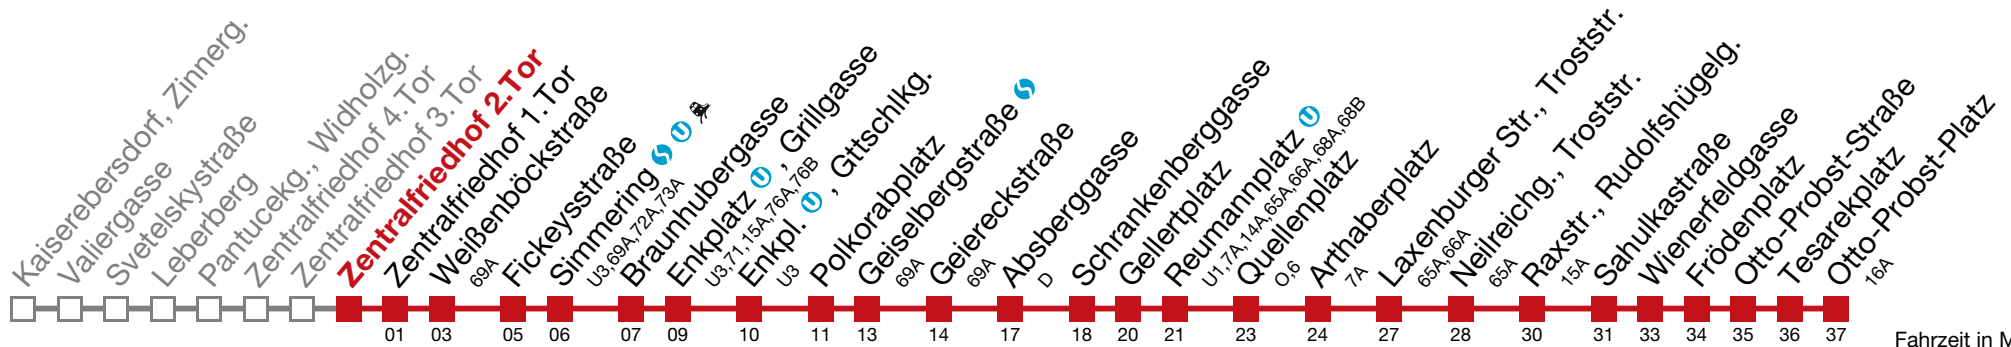 Kaiserebersdorf, Zinnerg.
Valiergasse
Svetelskystraße
Leberberg
Pantucekg., Widholzg.
Zentralfriedhof 4.Tor
Zentralfriedhof 3.Tor
Zentralfriedhof 2.Tor
Zentralfriedhof 1.Tor
Weißenböckstraße
69A
Fickeysstraße
Simmering S U
U3,69A,72A,73A
Braunhubergasse
Enkplatz U , Grillgasse
U3,71,15A,76A,76B
Enkpl. U , Gttschlkg.
U3
Polkorabplatz
Geiselbergstraße S
69A
Geiereckstraße
69A
Absberggasse
D
Schrankenberggasse
Gellertplatz
Reumannplatz U
U1,7A,14A,65A,66A,68A,68B
Quellenplatz
O,6
Arthaberplatz
7A
Laxenburger Str., Troststr.
65A,66A
Neilreichg., Troststr.
65A
Raxstr., Rudolfshügelg.
15A
Sahulkastraße
Wienerfeldgasse
Frödenplatz
Otto-Probst-Straße
Tesarekplatz
Otto-Probst-Platz
16A
01 03 05 06 07 09 10 11 13 14 17 18 20 21 23 24 27 28 30 31 33 34 35 36 37
Fahrzeit in M